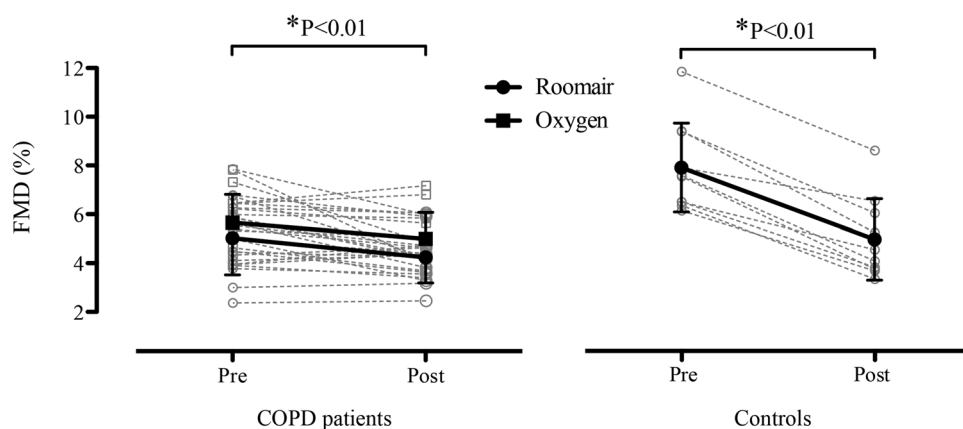 *P<0.01
*P<0.01
12
10
8
6
4
2
FMD (%)
Roomair
Oxygen
Pre
Post
Pre
Post
COPD patients
Controls